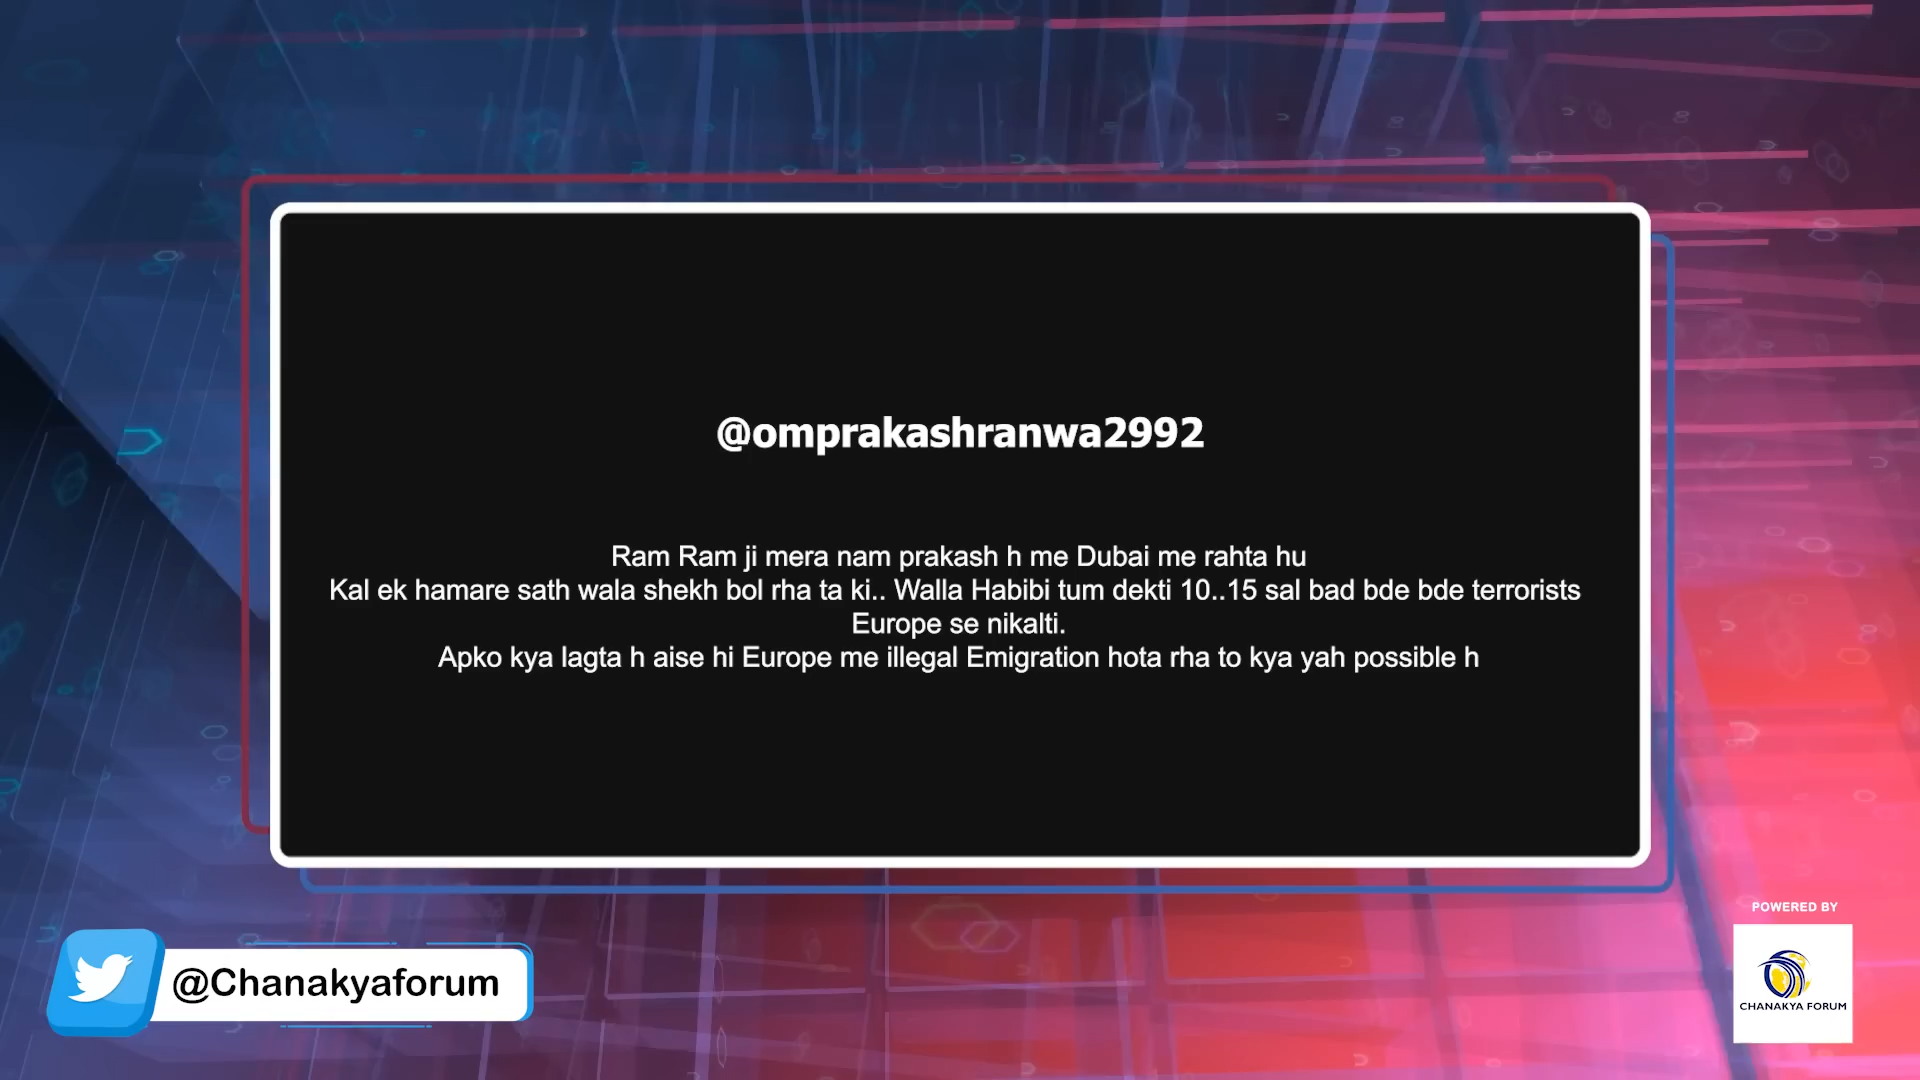 @omprakashranwa2992
Ram Ram ji mera nam prakash h me Dubai me rahta hu
Kal ek hamare sath wala shekh bol rha ta ki.. Walla Habibi tum dekti 10..15 sal bad bde bde terrorists
Europe se nikalti.
Apko kya lagta h aise hi Europe me illegal Emigration hota rha to kya yah possible h
@Chanakyaforum
POWERED BY
CHANAKYA FORUM